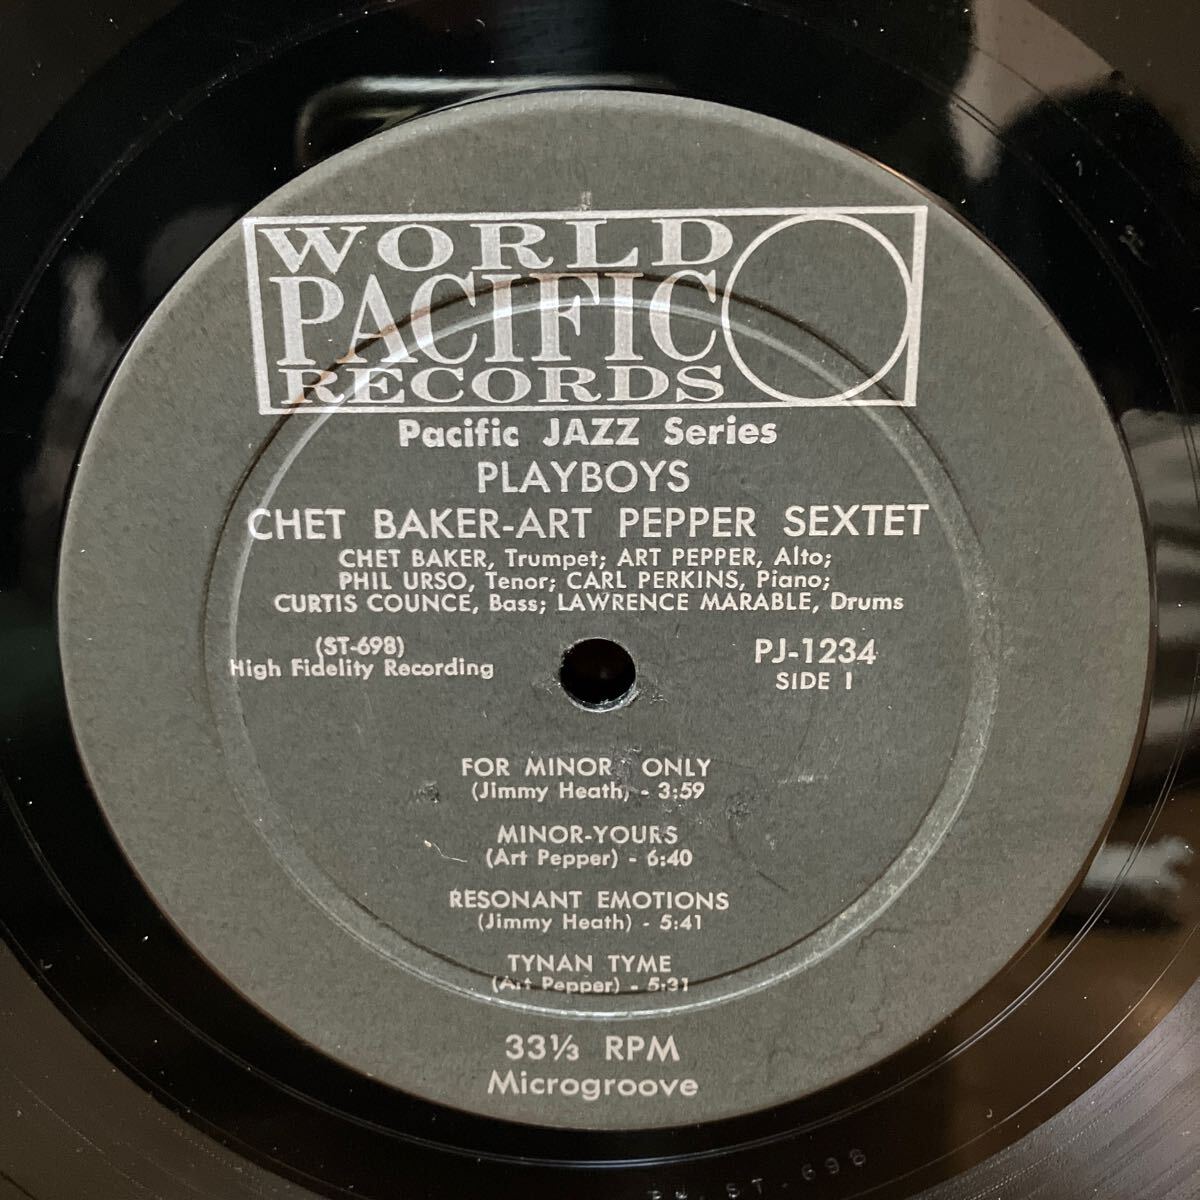 WORLD
PACIFIC
RECORDS
Pacific JAZZ Series
PLAYBOYS
CHET BAKER-ART PEPPER SEXTET
CHET BAKER, Trumpet; ART PEPPER, Alto;
PHIL URSO, Tenor; CARL PERKINS, Piano;
CURTIS COUNCE, Bass; LAWRENCE MARABLE, Drums
(ST-698)
High Fidelity Recording
PJ-1234
SIDE I
FOR MINOR ONLY
(Jimmy Heath) - 3:59
MINOR-YOURS
(Art Pepper) - 6:40
RESONANT EMOTIONS
(Jimmy Heath) - 5:41
TYNAN TYME
(Art Pepper) - 5:31
33⅓ RPM
Microgroove
ST-698